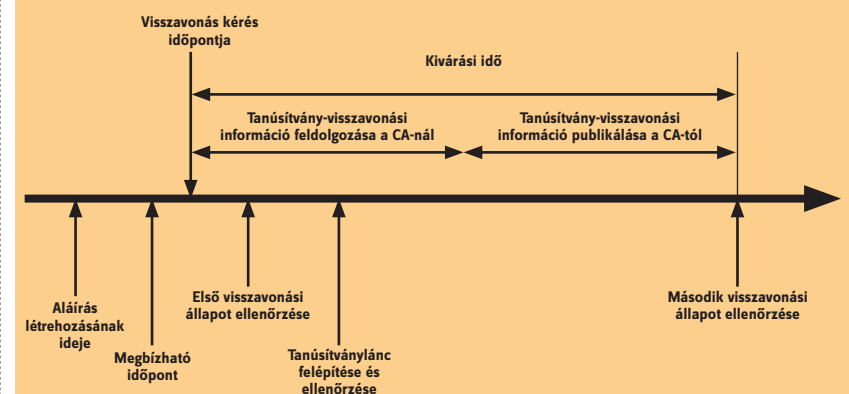 Visszavonás kérés
időpontja
Kivárási idő
Tanúsítvány-visszavonási
információ feldolgozása a CA-nál
Tanúsítvány-visszavonási
információ publikálása a CA-tól
Aláírás
létrehozásának
ideje
Megbízható
időpont
Első visszavonási
állapot ellenőrzése
Tanúsítványlánc
felépítése és
ellenőrzése
Második visszavonási
állapot ellenőrzése